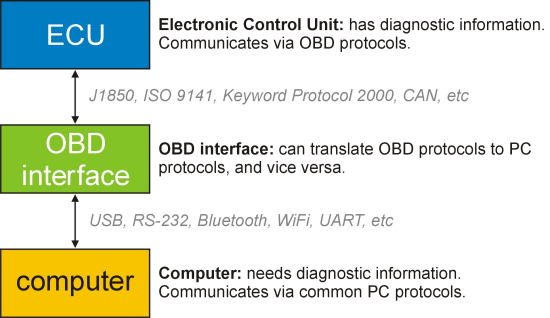 ECU
Electronic Control Unit: has diagnostic information.
Communicates via OBD protocols.
J1850, ISO 9141, Keyword Protocol 2000, CAN, etc
OBD
interface
OBD interface: can translate OBD protocols to PC
protocols, and vice versa.
USB, RS-232, Bluetooth, WiFi, UART, etc
computer
Computer: needs diagnostic information.
Communicates via common PC protocols.